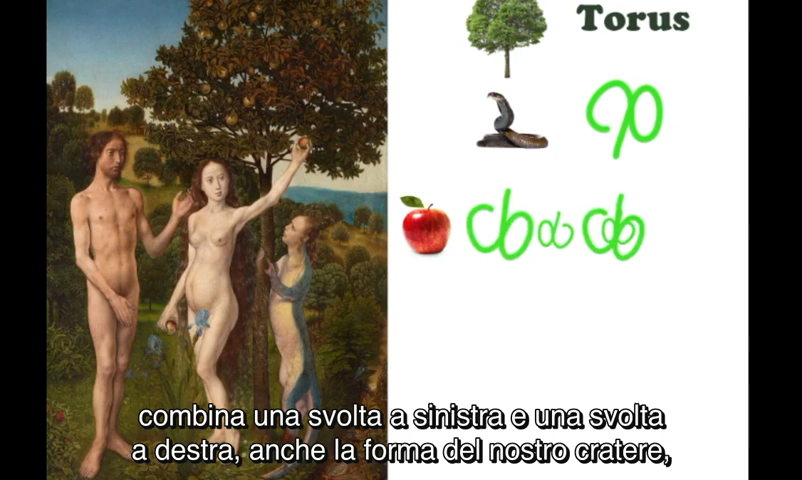 Torus
combina una svolta a sinistra e una svolta
a destra, anche la forma del nostro cratere,